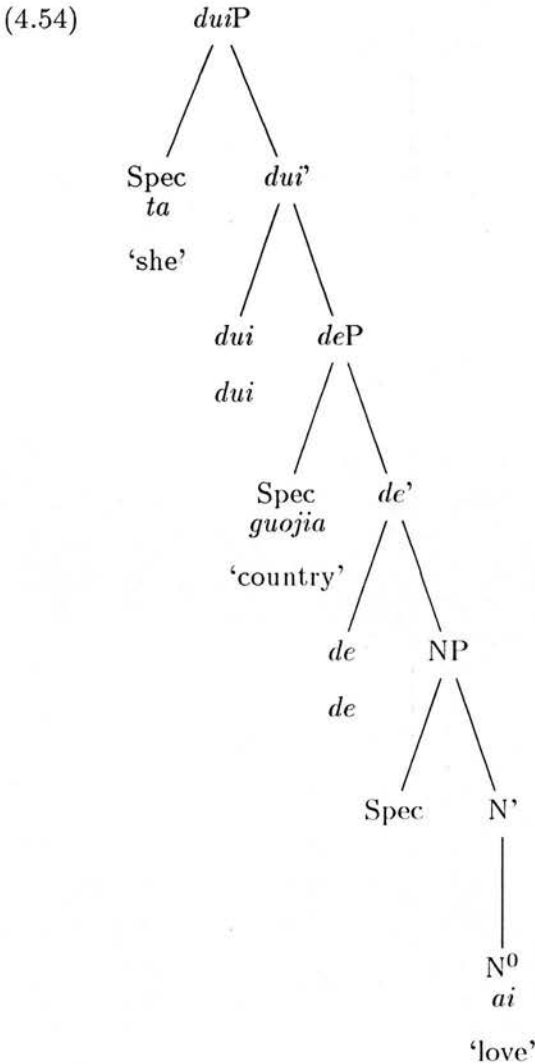 (4.54) duiP
Spec dui’
ta
‘she’
dui deP
dui
Spec de’
guojia
‘country’
de NP
de
Spec N’
N⁰
ai
‘love’